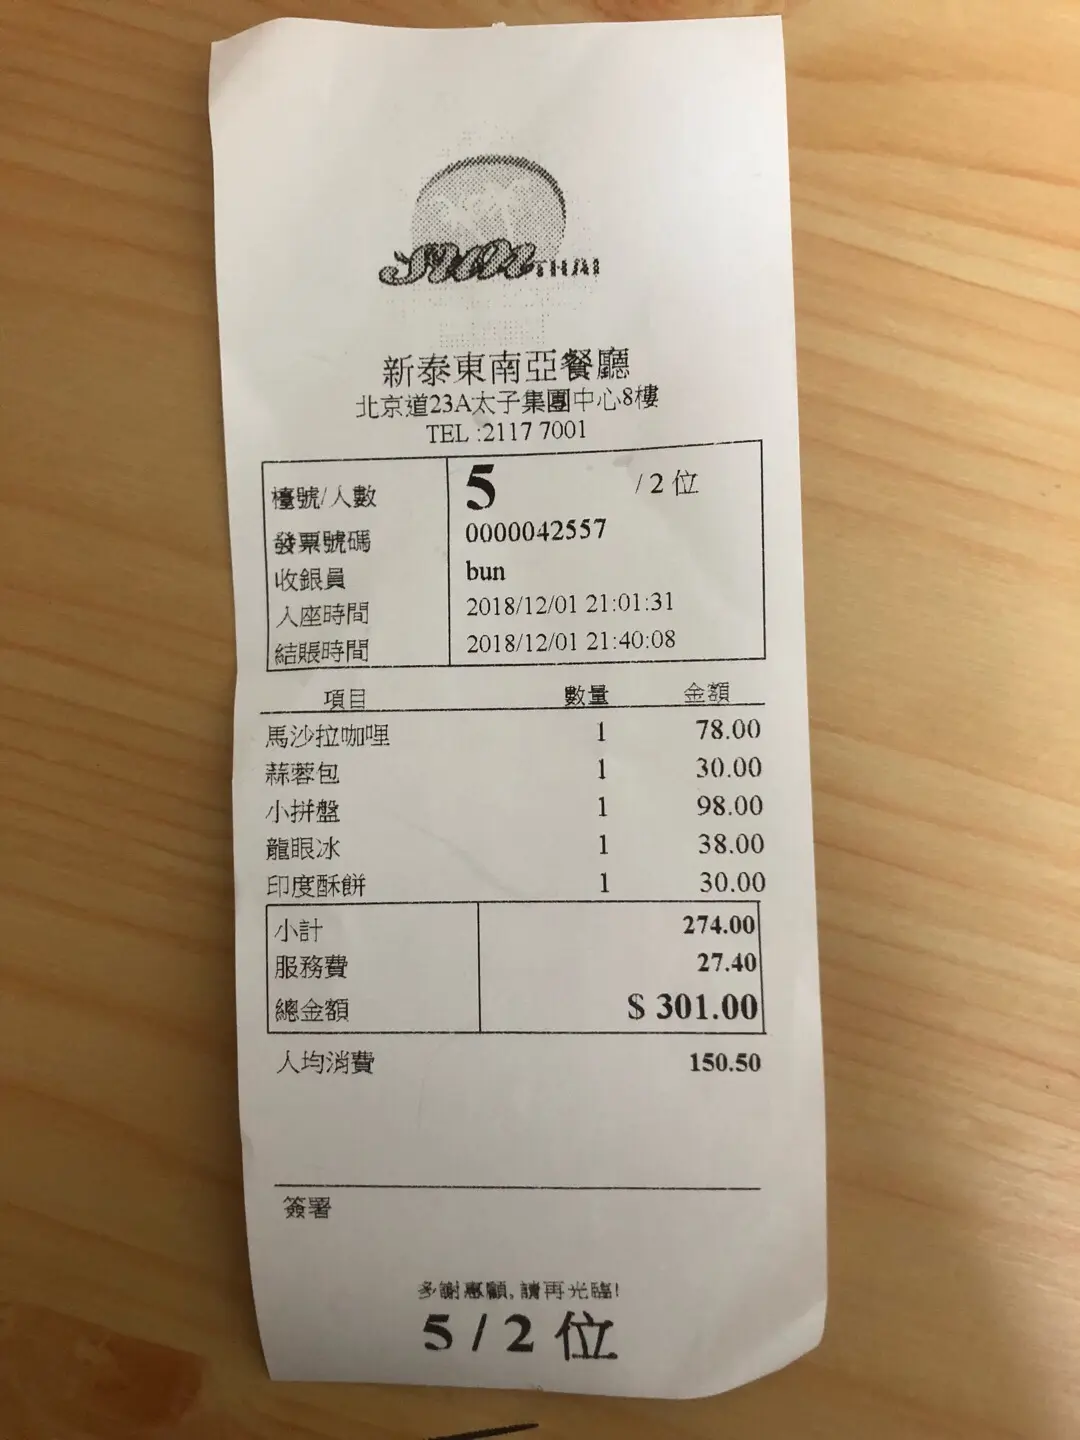 Sun THAI
新泰東南亞餐廳
北京道23A太子集團中心8樓
TEL :2117 7001
檯號/人數 5 / 2 位
發票號碼 0000042557
收銀員 bun
入座時間 2018/12/01 21:01:31
結賬時間 2018/12/01 21:40:08
項目 數量 金額
馬沙拉咖哩 1 78.00
蒜蓉包 1 30.00
小拼盤 1 98.00
龍眼冰 1 38.00
印度酥餅 1 30.00
小計 274.00
服務費 27.40
總金額 $ 301.00
人均消費 150.50
簽署
多謝惠顧, 請再光臨!
5 / 2 位